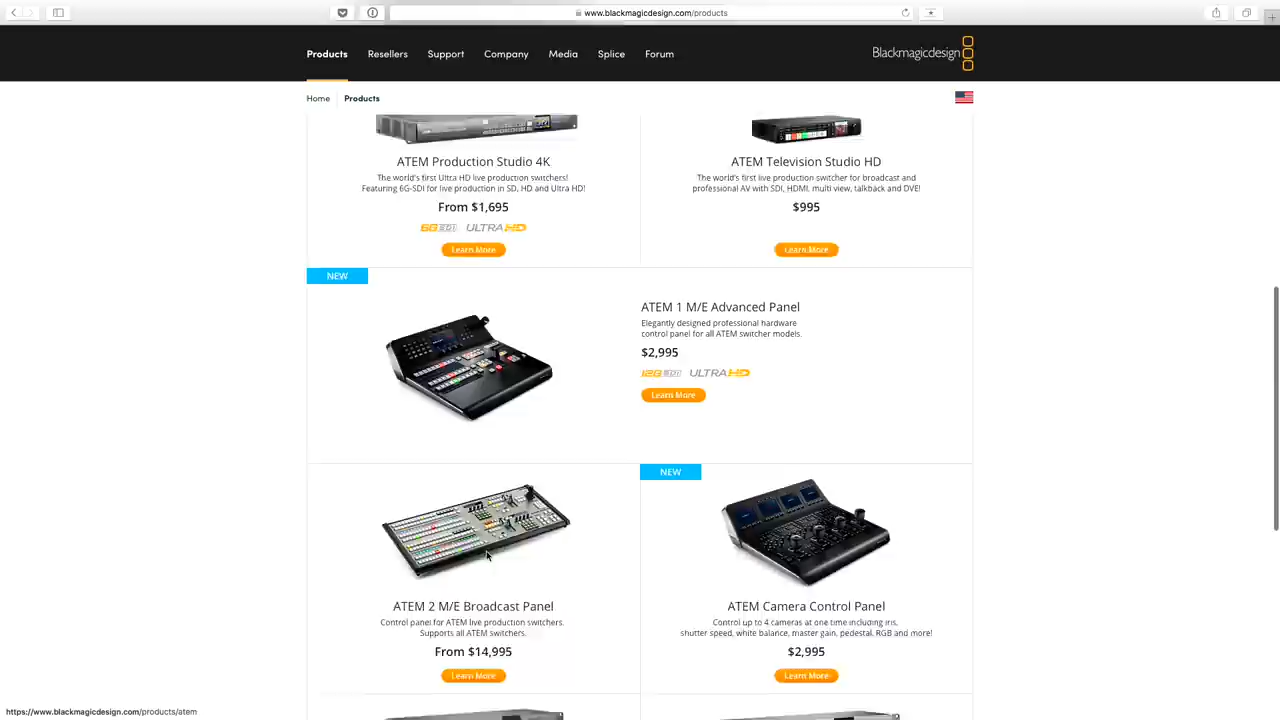 www.blackmagicdesign.com/products
Products
Resellers
Support
Company
Media
Splice
Forum
Blackmagicdesign
Home
Products
ATEM Production Studio 4K
The world's first Ultra HD live production switchers!
Featuring 6G-SDI for live production in SD, HD and Ultra HD!
From $1,695
6G SDI ULTRA HD
Learn More
ATEM Television Studio HD
The world's first live production switcher for broadcast and
professional AV with SDI, HDMI, multi view, talkback and DVE!
$995
Learn More
NEW
ATEM 1 M/E Advanced Panel
Elegantly designed professional hardware
control panel for all ATEM switcher models.
$2,995
12G SDI ULTRA HD
Learn More
ATEM 2 M/E Broadcast Panel
Control panel for ATEM live production switchers.
Supports all ATEM switchers.
From $14,995
Learn More
NEW
ATEM Camera Control Panel
Control up to 4 cameras at one time including iris,
shutter speed, white balance, master gain, pedestal, RGB and more!
$2,995
Learn More
https://www.blackmagicdesign.com/products/atem